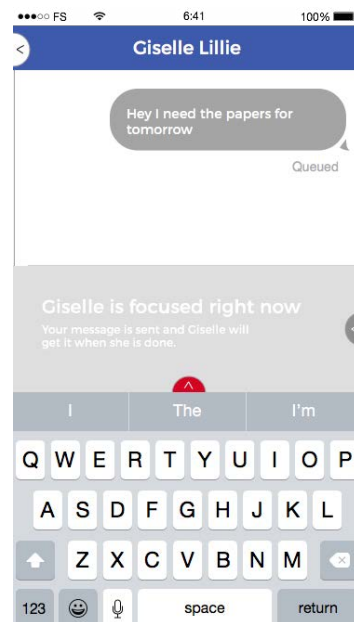 FS 6:41 100%
< Giselle Lillie
Hey I need the papers for
tomorrow
Queued
Giselle is focused right now
Your message is sent and Giselle will
get it when she is done.
^
I The I'm
Q W E R T Y U I O P
A S D F G H J K L
Z X C V B N M
123 space return